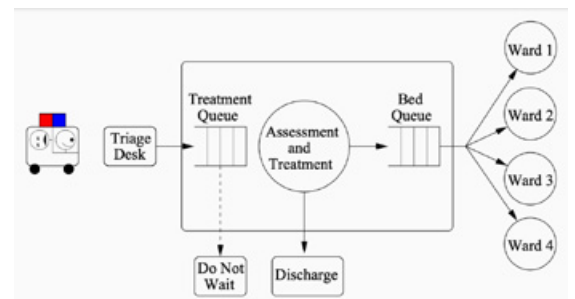 Triage
Desk
Treatment
Queue
Assessment
and
Treatment
Bed
Queue
Ward 1
Ward 2
Ward 3
Ward 4
Do Not
Wait
Discharge